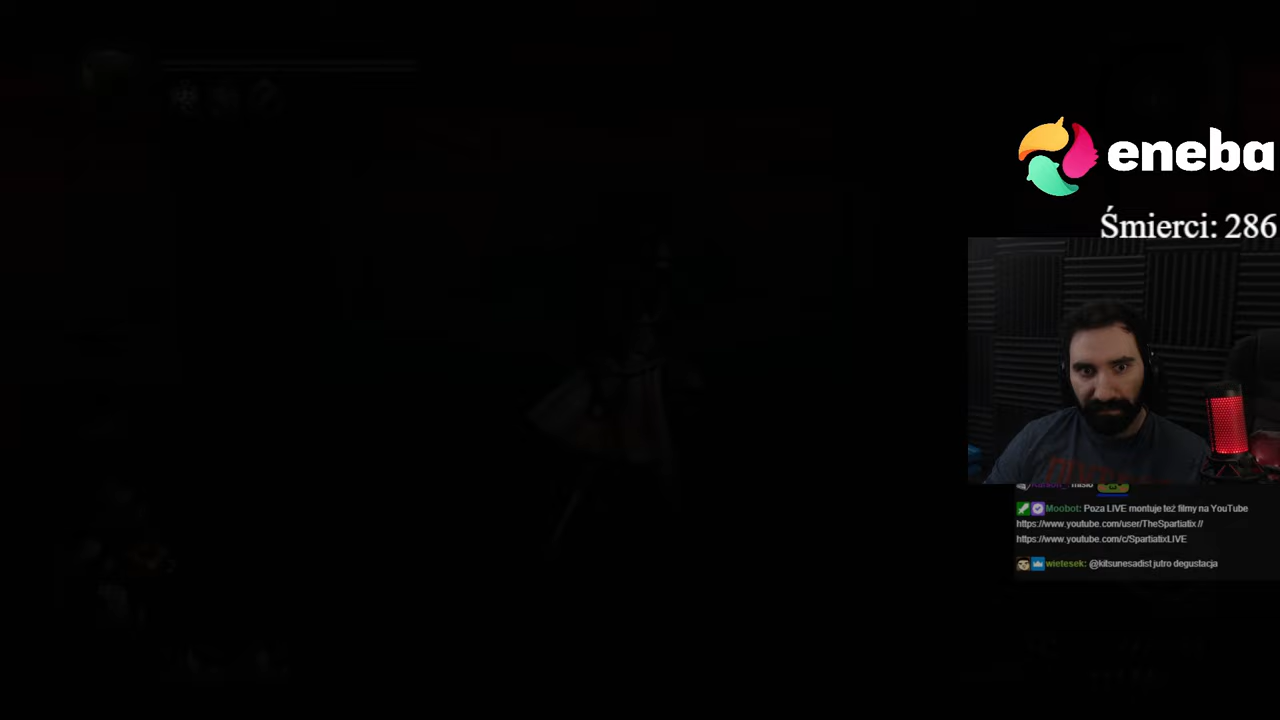 eneba
Śmierci: 286
misio
Moobot: Poza LIVE montuje też filmy na YouTube
https://www.youtube.com/user/TheSpartiatix //
https://www.youtube.com/c/SpartiatixLIVE
wietesek: @kitsunesadist jutro degustacja